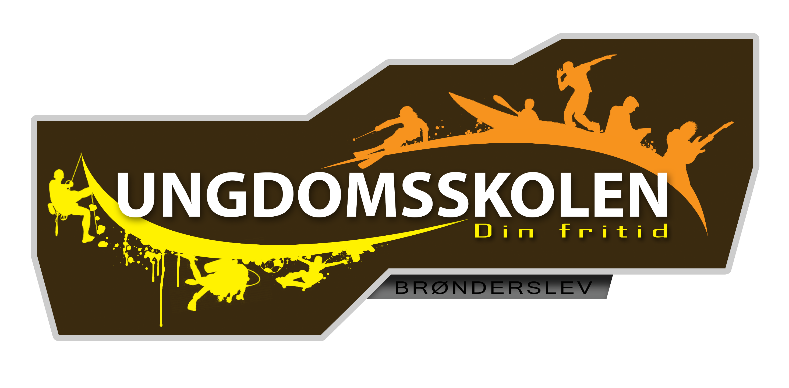 UNGDOMSSKOLEN
Din fritid
BRØNDERSLEV